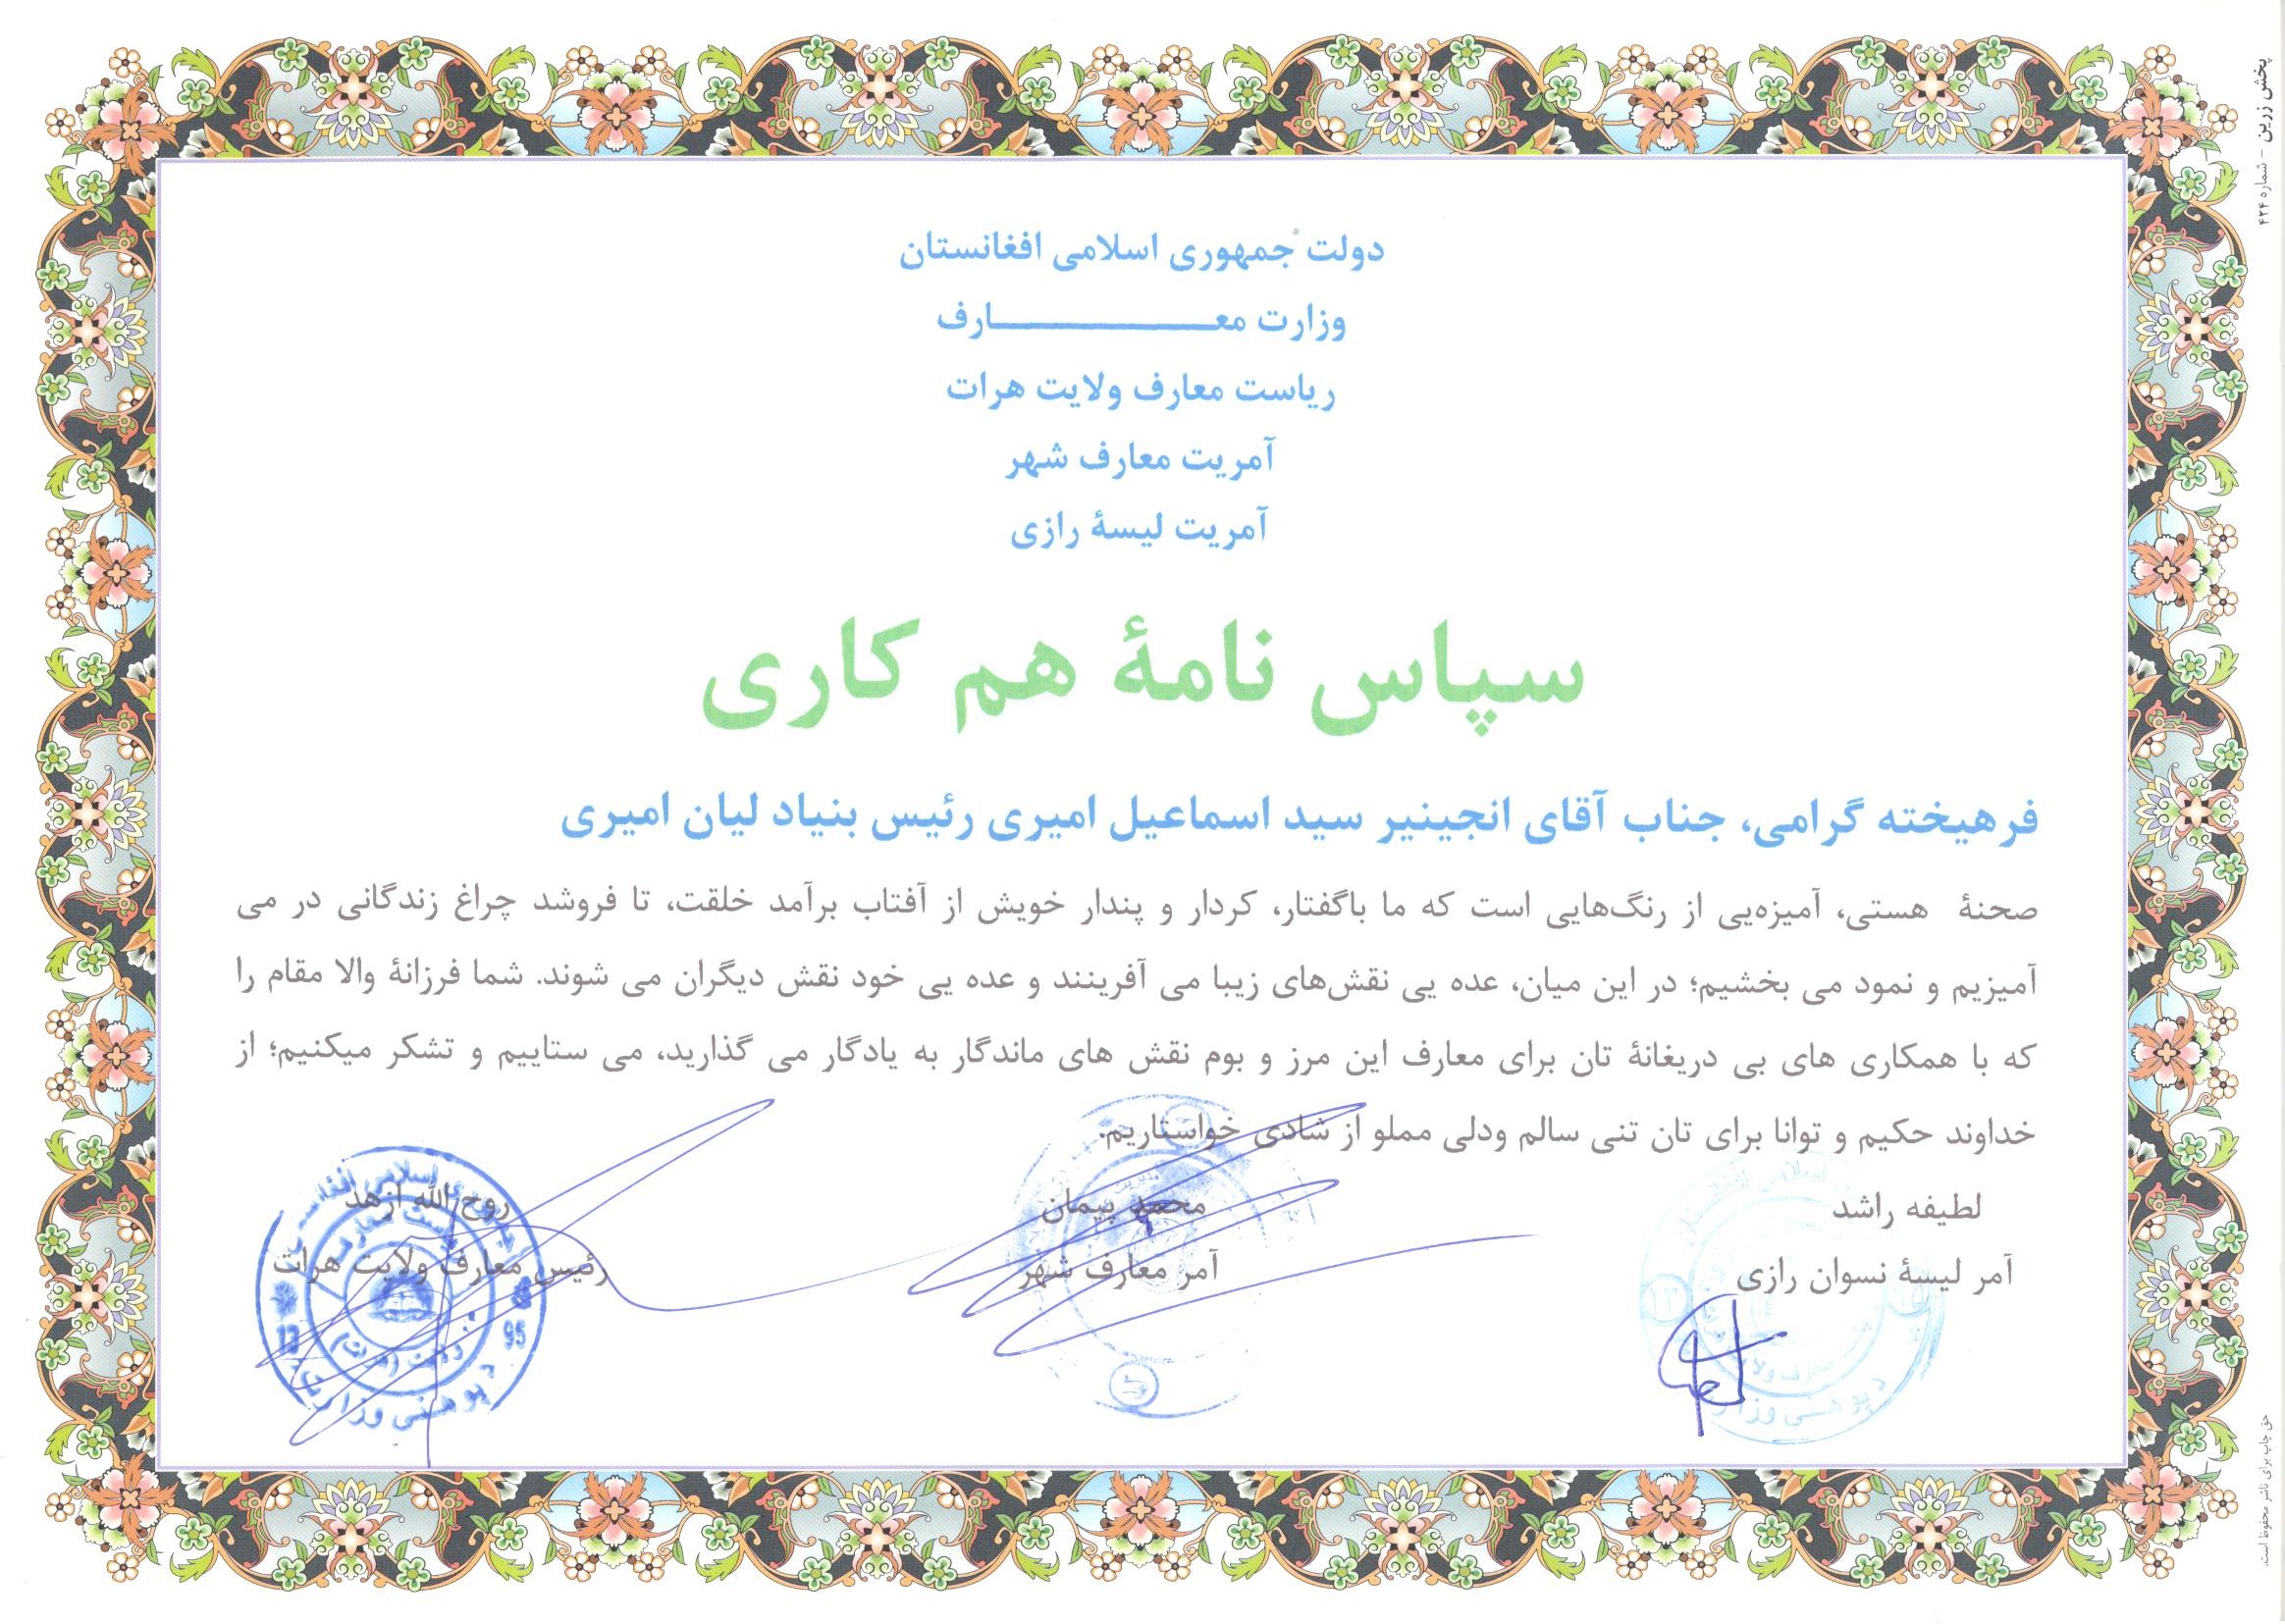 دولت جمهوری اسلامی افغانستان
وزارت معـــــــــــــــــــــارف
ریاست معارف ولایت هرات
آمریت معارف شهر
آمریت لیسهٔ رازی
سپاس نامهٔ هم کاری
فرهیخته گرامی، جناب آقای انجینیر سید اسماعیل امیری رئیس بنیاد لیان امیری
صحنهٔ هستی، آمیزه‌یی از رنگ‌هایی است که ما باگفتار، کردار و پندار خویش از آفتاب برآمد خلقت، تا فروشد چراغ زندگانی در می
آمیزیم و نمود می بخشیم؛ در این میان، عده یی نقش‌های زیبا می آفرینند و عده یی خود نقش دیگران می شوند. شما فرزانهٔ والا مقام را
که با همکاری های بی دریغانهٔ تان برای معارف این مرز و بوم نقش های ماندگار به یادگار می گذارید، می ستاییم و تشکر میکنیم؛ از
خداوند حکیم و توانا برای تان تنی سالم ودلی مملو از شادی خواستاریم.
لطیفه راشد
آمر لیسهٔ نسوان رازی
محمد پیمان
آمر معارف شهر
روح الله ازهد
رئیس معارف ولایت هرات
13 95
پخش زرین - شماره ۴۲۴
حق چاپ برای ناشر محفوظ است.